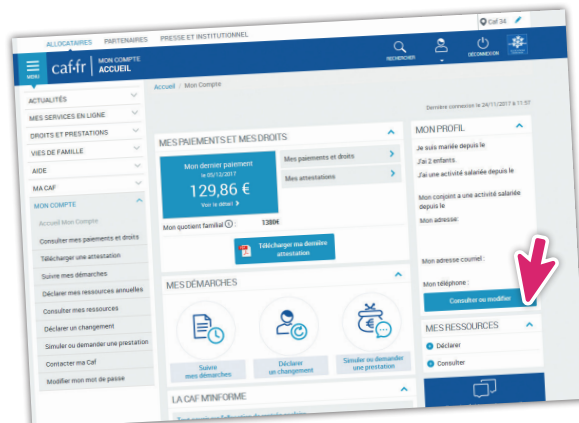 ALLOCATAIRES PARTENAIRES PRESSE ET INSTITUTIONNEL
Caf 34
MENU
caf.fr MON COMPTE
ACCUEIL
RECHERCHER
DÉCONNEXION
Accueil / Mon Compte
Dernière connexion le 24/11/2017 à 11:57
ACTUALITÉS
MES SERVICES EN LIGNE
DROITS ET PRESTATIONS
VIES DE FAMILLE
AIDE
MA CAF
MON COMPTE
Accueil Mon Compte
Consulter mes paiements et droits
Télécharger une attestation
Suivre mes démarches
Déclarer mes ressources annuelles
Consulter mes ressources
Déclarer un changement
Simuler ou demander une prestation
Contacter ma Caf
Modifier mon mot de passe
MES PAIEMENTS ET MES DROITS
Mon dernier paiement
le 05/12/2017
129,86 €
Voir le détail
Mes paiements et droits
Mes attestations
Mon quotient familial : 1380€
Télécharger ma dernière
attestation
MES DÉMARCHES
Suivre
mes démarches
Déclarer
un changement
Simuler ou demander
une prestation
LA CAF M'INFORME
MON PROFIL
Je suis mariée depuis le
J'ai 2 enfants.
J'ai une activité salariée depuis le
Mon conjoint a une activité salariée
depuis le
Mon adresse:
Mon adresse courriel :
Mon téléphone :
Consulter ou modifier
MES RESSOURCES
Déclarer
Consulter